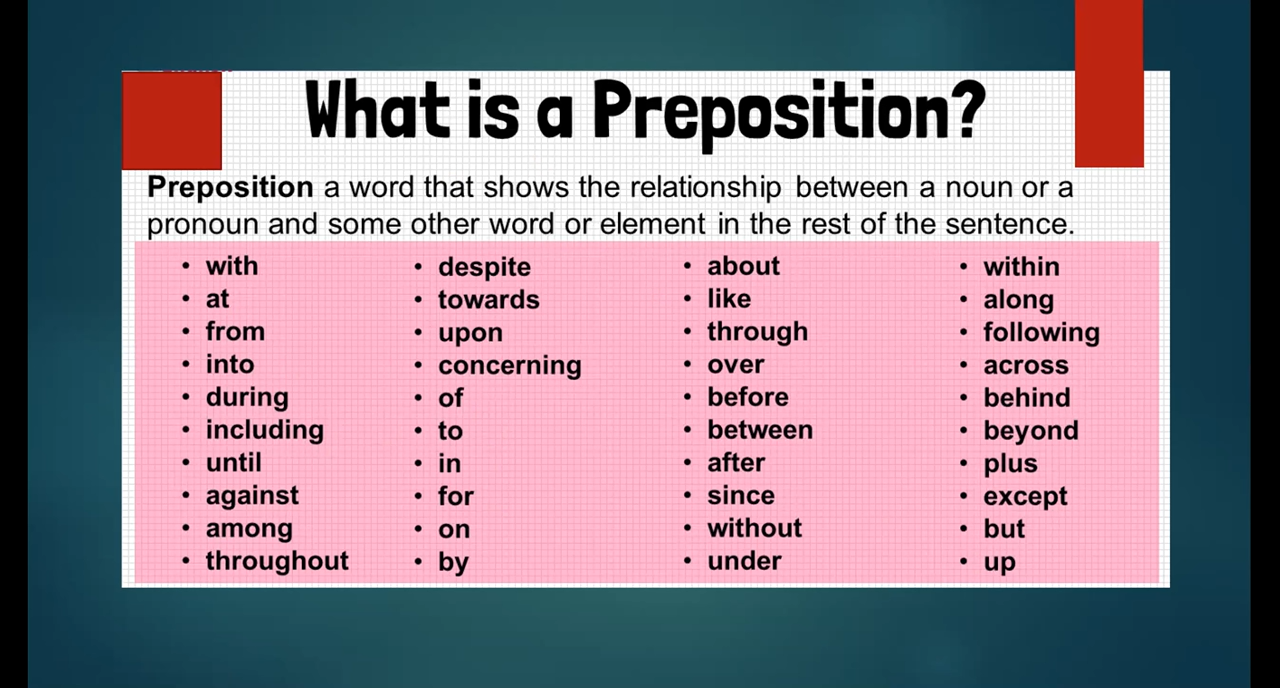 What is a Preposition?
Preposition a word that shows the relationship between a noun or a
pronoun and some other word or element in the rest of the sentence.
• with
• at
• from
• into
• during
• including
• until
• against
• among
• throughout
• despite
• towards
• upon
• concerning
• of
• to
• in
• for
• on
• by
• about
• like
• through
• over
• before
• between
• after
• since
• without
• under
• within
• along
• following
• across
• behind
• beyond
• plus
• except
• but
• up